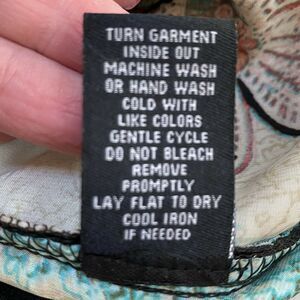 TURN GARMENT
INSIDE OUT
MACHINE WASH
OR HAND WASH
COLD WITH
LIKE COLORS
GENTLE CYCLE
DO NOT BLEACH
REMOVE
PROMPTLY
LAY FLAT TO DRY
COOL IRON
IF NEEDED